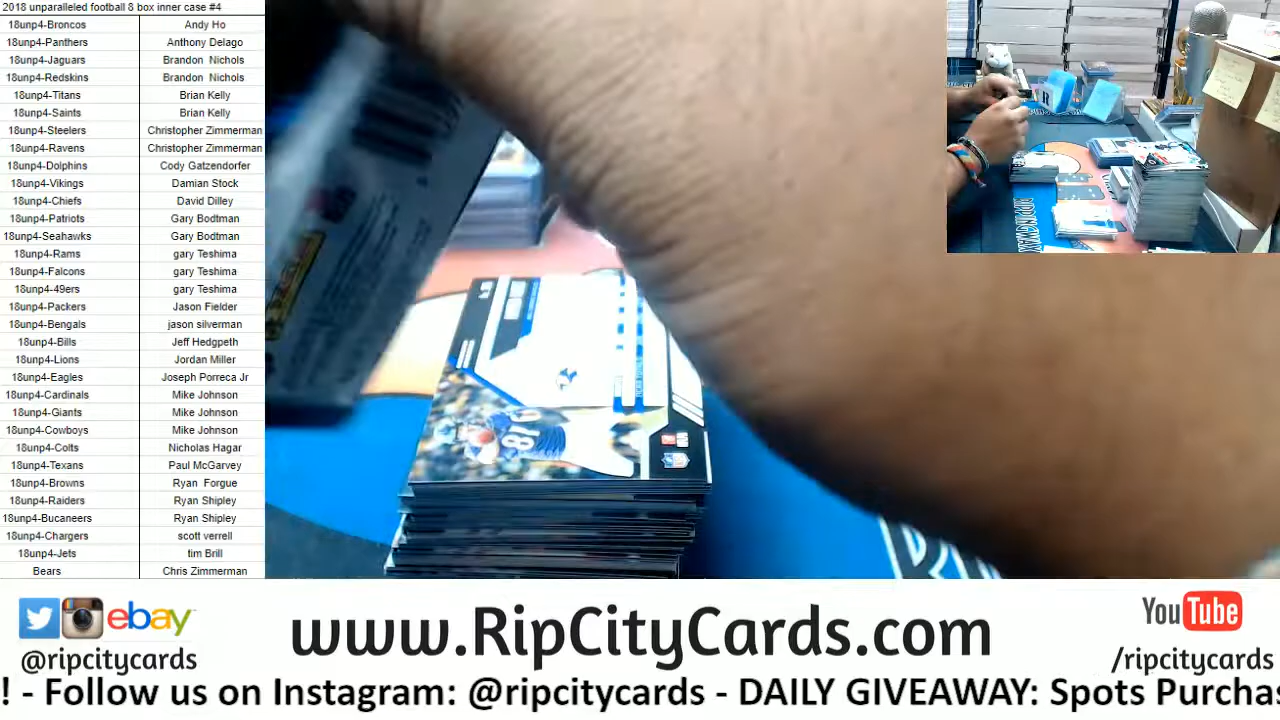 2018 unparalleled football 8 box inner case #4
18unp4-Broncos Andy Ho
18unp4-Panthers Anthony Delago
18unp4-Jaguars Brandon Nichols
18unp4-Redskins Brandon Nichols
18unp4-Titans Brian Kelly
18unp4-Saints Brian Kelly
18unp4-Steelers Christopher Zimmerman
18unp4-Ravens Christopher Zimmerman
18unp4-Dolphins Cody Gatzendorfer
18unp4-Vikings Damian Stock
18unp4-Chiefs David Dilley
18unp4-Patriots Gary Bodtman
18unp4-Seahawks Gary Bodtman
18unp4-Rams gary Teshima
18unp4-Falcons gary Teshima
18unp4-49ers gary Teshima
18unp4-Packers Jason Fielder
18unp4-Bengals jason silverman
18unp4-Bills Jeff Hedgpeth
18unp4-Lions Jordan Miller
18unp4-Eagles Joseph Porreca Jr
18unp4-Cardinals Mike Johnson
18unp4-Giants Mike Johnson
18unp4-Cowboys Mike Johnson
18unp4-Colts Nicholas Hagar
18unp4-Texans Paul McGarvey
18unp4-Browns Ryan Forgue
18unp4-Raiders Ryan Shipley
18unp4-Bucaneers Ryan Shipley
18unp4-Chargers scott verrell
18unp4-Jets tim Brill
Bears Chris Zimmerman
81
ebay
@ripcitycards
www.RipCityCards.com
YouTube
/ripcitycards
! - Follow us on Instagram: @ripcitycards - DAILY GIVEAWAY: Spots Purchas